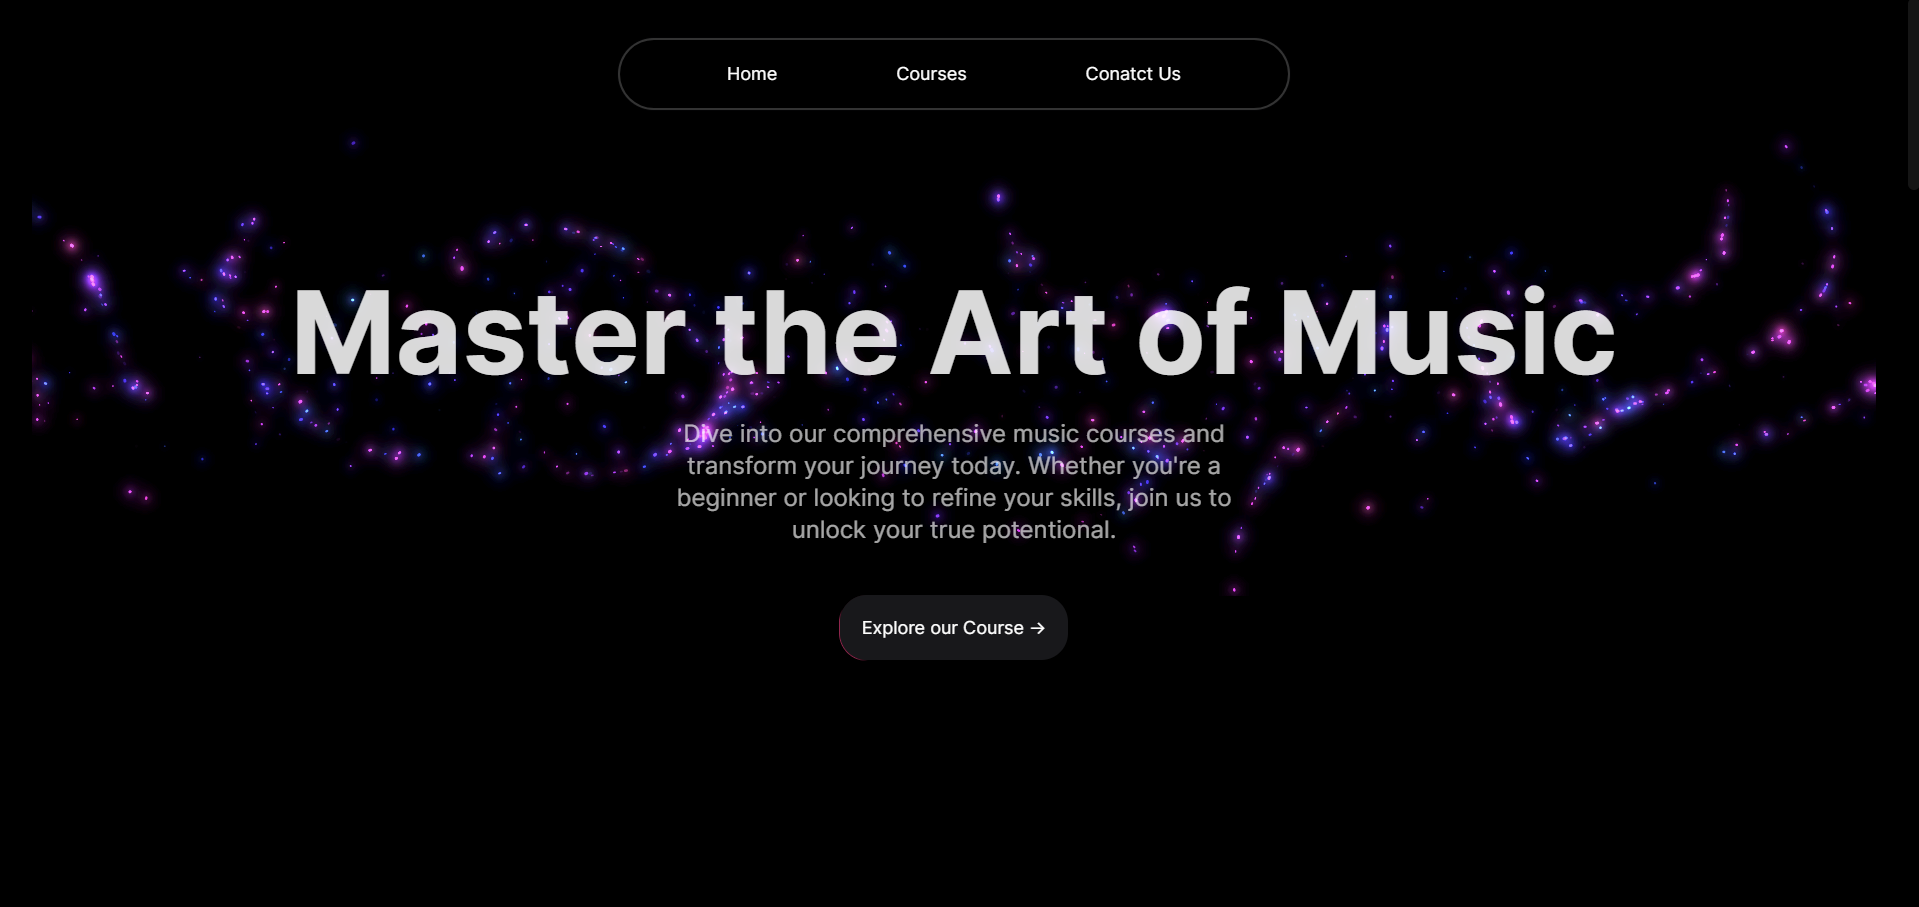 Home Courses Conatct Us
Master the Art of Music
Dive into our comprehensive music courses and
transform your journey today. Whether you're a
beginner or looking to refine your skills, join us to
unlock your true potentional.
Explore our Course →